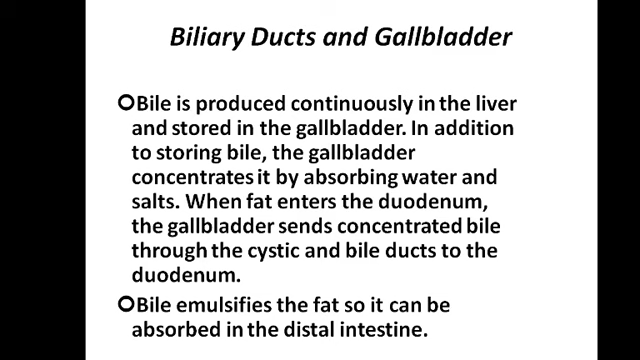 Biliary Ducts and Gallbladder
Bile is produced continuously in the liver
and stored in the gallbladder. In addition
to storing bile, the gallbladder
concentrates it by absorbing water and
salts. When fat enters the duodenum,
the gallbladder sends concentrated bile
through the cystic and bile ducts to the
duodenum.
Bile emulsifies the fat so it can be
absorbed in the distal intestine.